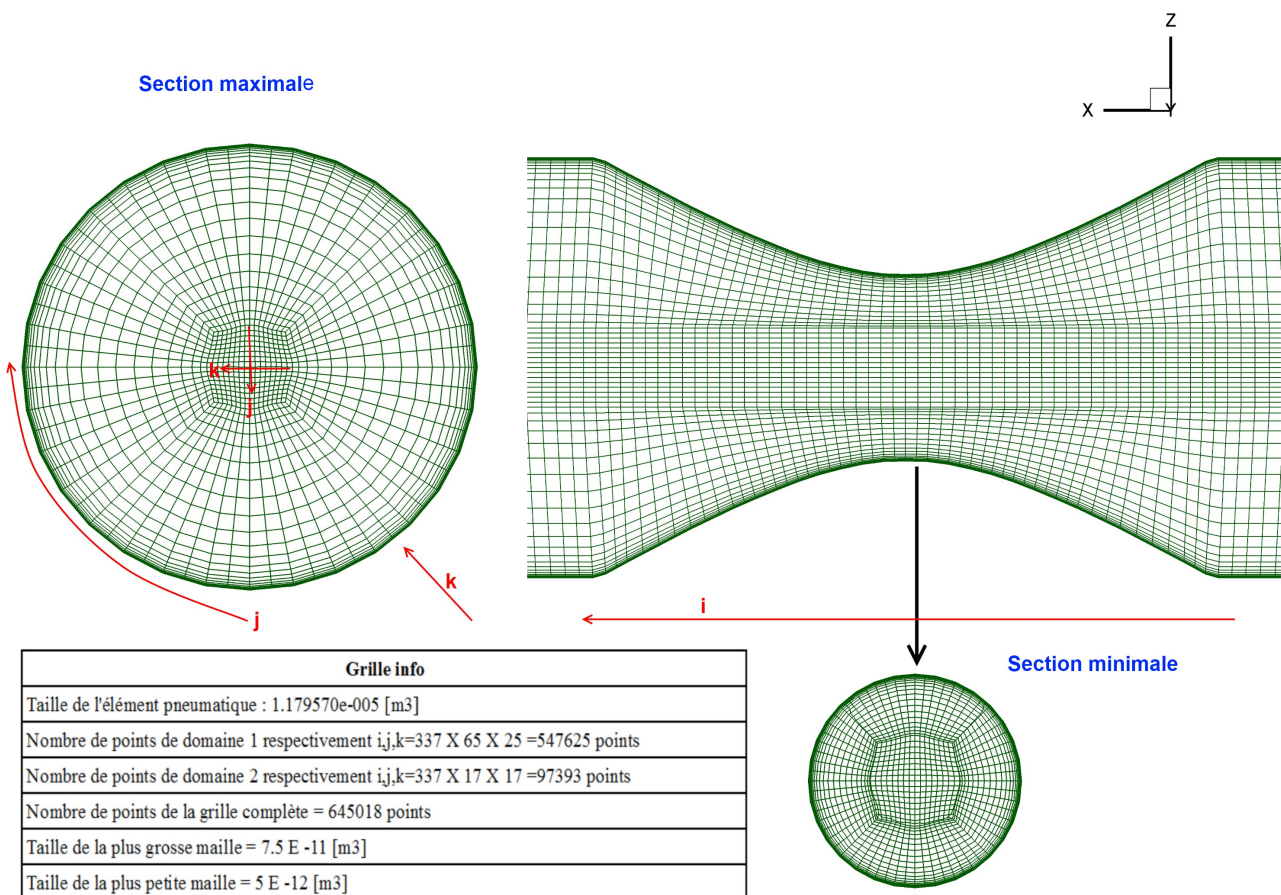 Z
Section maximale
X
Y
k
j
k
j
i
Section minimale
Grille info
Taille de l'élément pneumatique : 1.179570e-005 [m3]
Nombre de points de domaine 1 respectivement i,j,k=337 X 65 X 25 =547625 points
Nombre de points de domaine 2 respectivement i,j,k=337 X 17 X 17 =97393 points
Nombre de points de la grille complète = 645018 points
Taille de la plus grosse maille = 7.5 E -11 [m3]
Taille de la plus petite maille = 5 E -12 [m3]